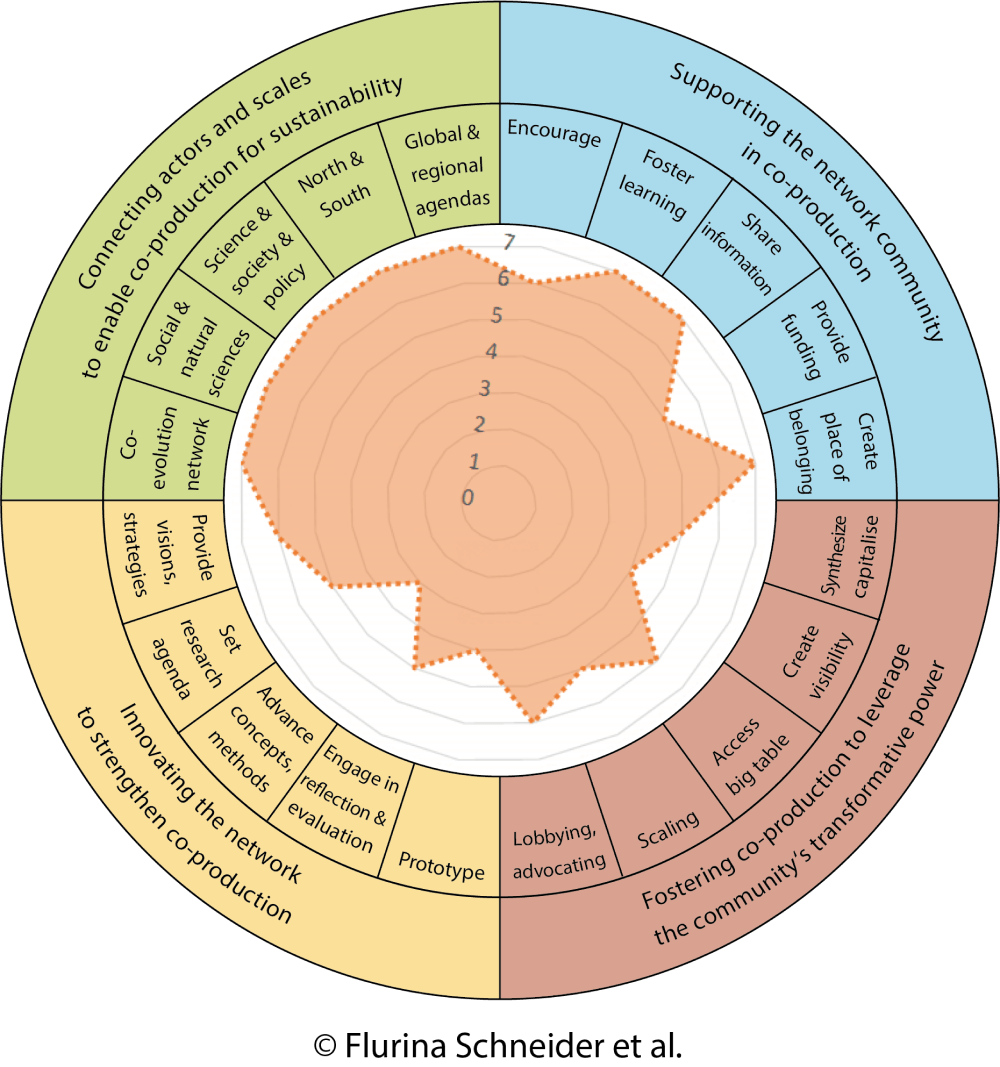 Connecting actors and scales
to enable co-production for sustainability
Supporting the network community
in co-production
Global &
regional
agendas
North &
South
Science &
society &
policy
Social &
natural
sciences
Co-
evolution
network
Encourage
Foster
learning
Share
information
Provide
funding
Create
place of
belonging
7
6
5
4
3
2
1
0
Provide
visions,
strategies
Set
research
agenda
Advance
concepts,
methods
Engage in
reflection &
evaluation
Prototype
Synthesize
capitalise
Create
visibility
Access
big table
Scaling
Lobbying,
advocating
Innovating the network
to strengthen co-production
Fostering co-production to leverage
the community's transformative power
© Flurina Schneider et al.